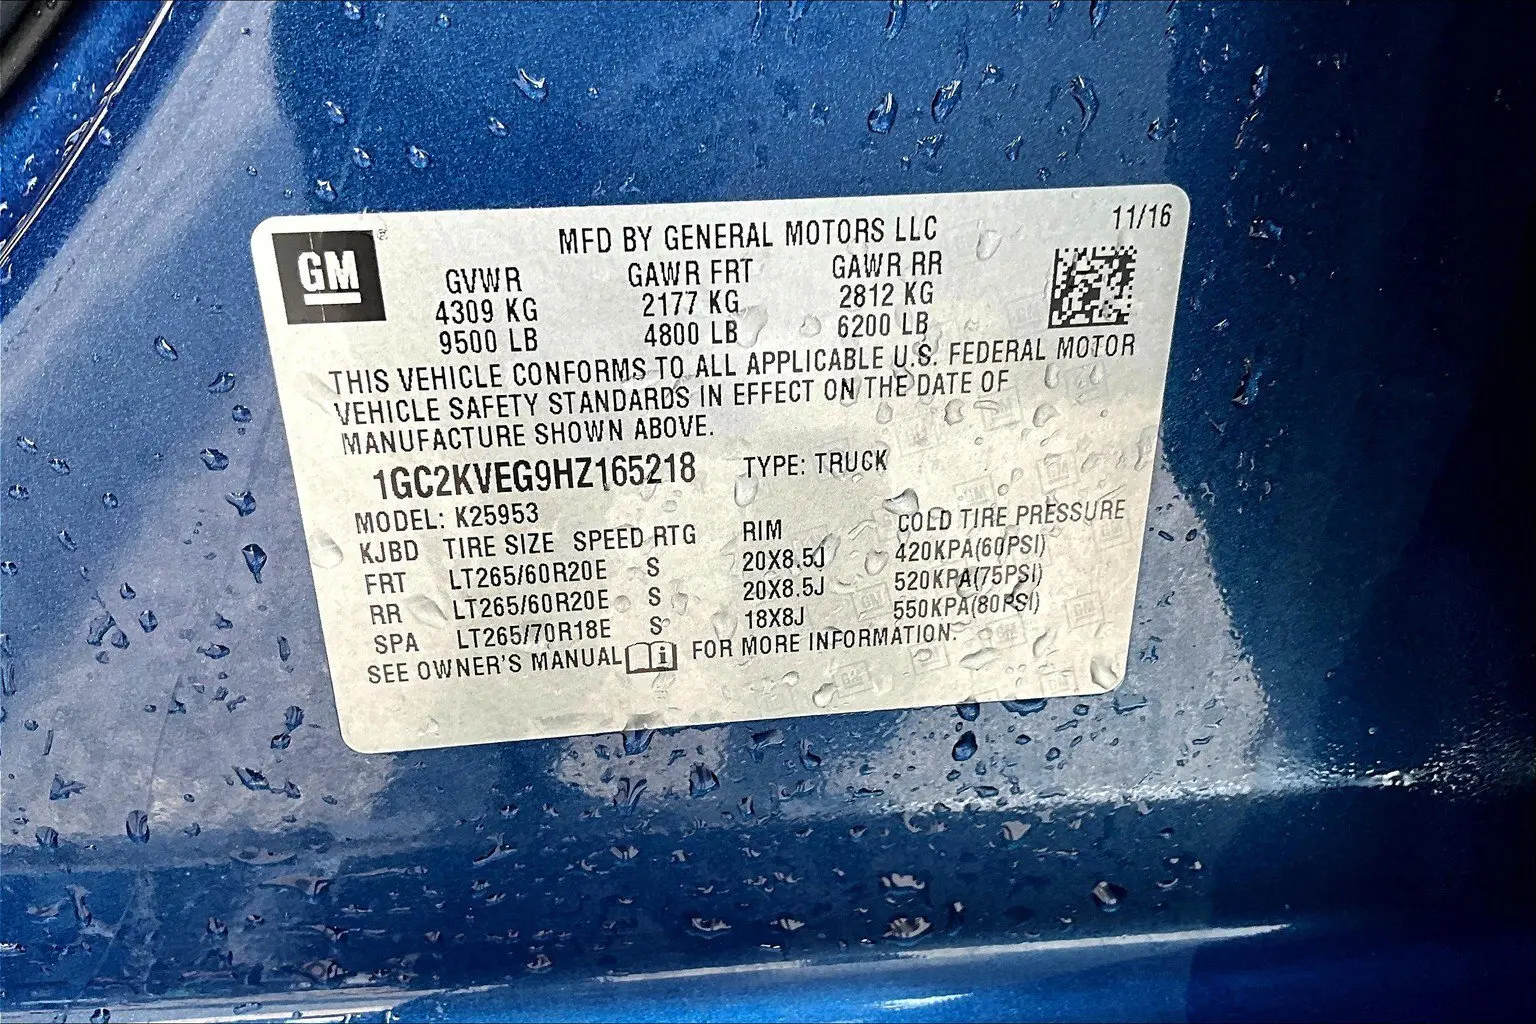 GM
MFD BY GENERAL MOTORS LLC 11/16
GVWR GAWR FRT GAWR RR
4309 KG 2177 KG 2812 KG
9500 LB 4800 LB 6200 LB
THIS VEHICLE CONFORMS TO ALL APPLICABLE U.S. FEDERAL MOTOR
VEHICLE SAFETY STANDARDS IN EFFECT ON THE DATE OF
MANUFACTURE SHOWN ABOVE.
1GC2KVEG9HZ165218 TYPE: TRUCK
MODEL: K25953
KJBD TIRE SIZE SPEED RTG RIM COLD TIRE PRESSURE
FRT LT265/60R20E S 20X8.5J 420KPA(60PSI)
RR LT265/60R20E S 20X8.5J 520KPA(75PSI)
SPA LT265/70R18E S 18X8J 550KPA(80PSI)
SEE OWNER'S MANUAL FOR MORE INFORMATION.